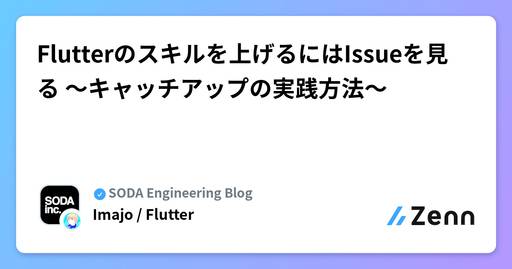 Flutterのスキルを上げるにはIssueを見
る 〜キャッチアップの実践方法〜
SODA
inc.
SODA Engineering Blog
Imajo / Flutter
Zenn